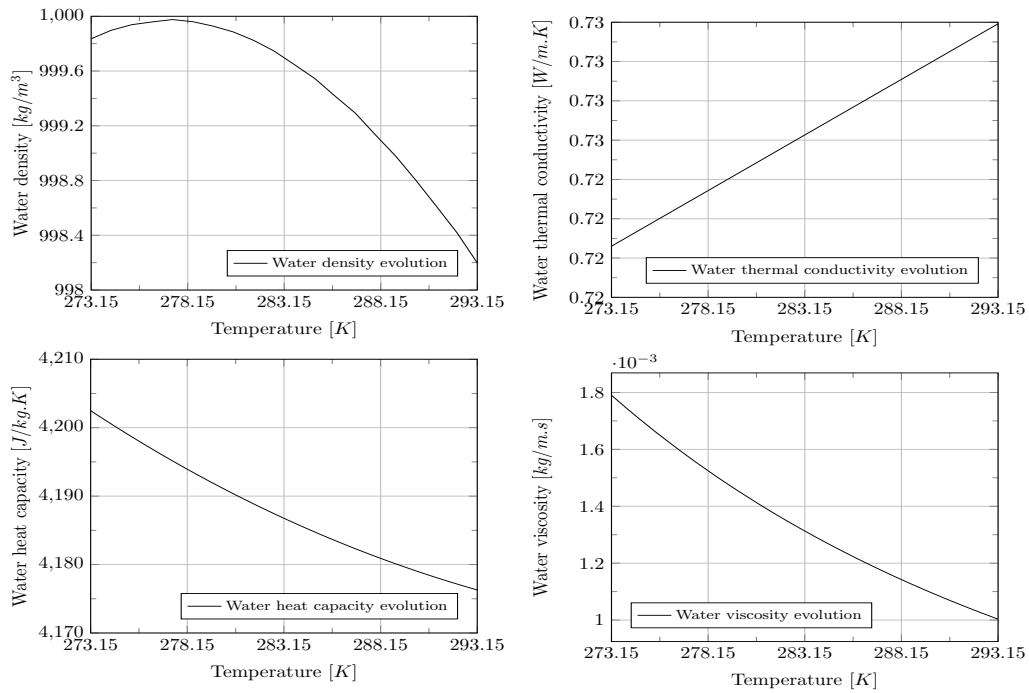 1,000
999.6
999.2
998.8
998.4
998
273.15 278.15 283.15 288.15 293.15
Temperature [K]
Water density [kg/m³]
Water density evolution
0.73
0.73
0.73
0.73
0.72
0.72
0.72
0.72
273.15 278.15 283.15 288.15 293.15
Temperature [K]
Water thermal conductivity [W/m.K]
Water thermal conductivity evolution
4,210
4,200
4,190
4,180
4,170
273.15 278.15 283.15 288.15 293.15
Temperature [K]
Water heat capacity [J/kg.K]
Water heat capacity evolution
·10⁻³
1.8
1.6
1.4
1.2
1
273.15 278.15 283.15 288.15 293.15
Temperature [K]
Water viscosity [kg/m.s]
Water viscosity evolution